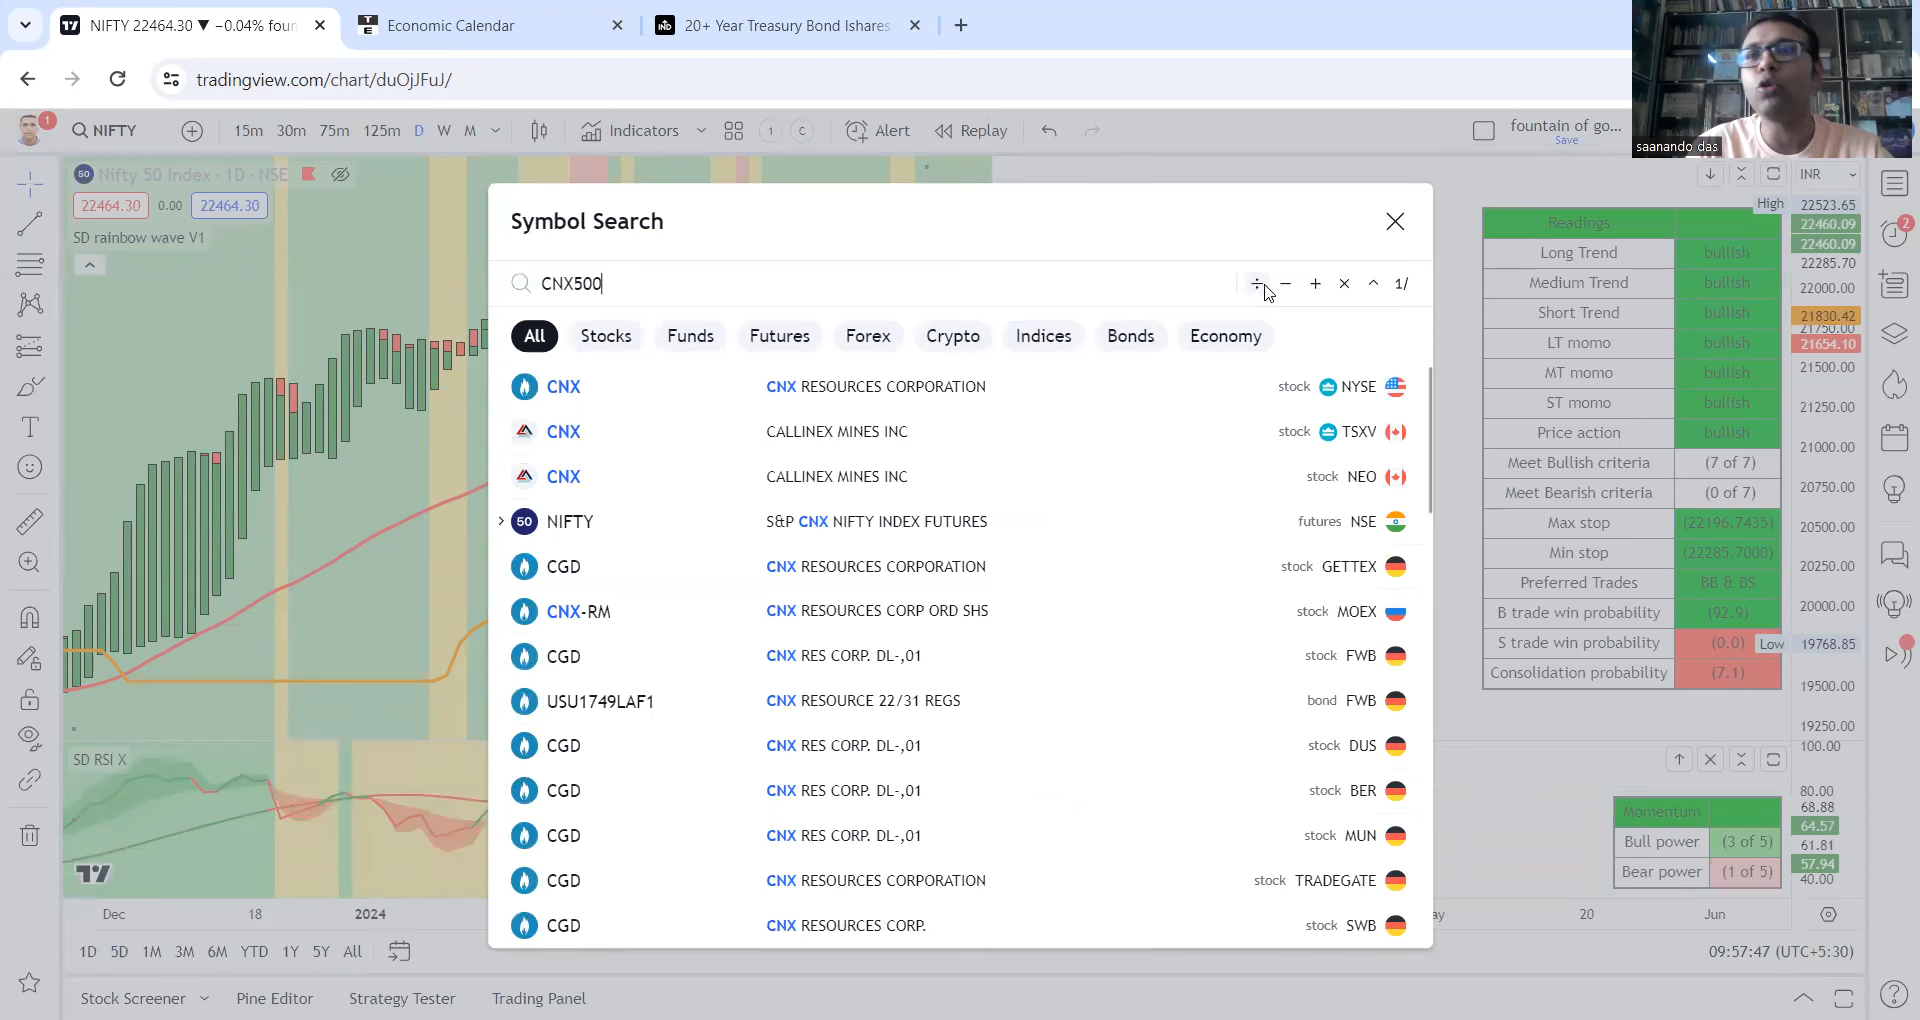 NIFTY 22464.30 ▼ −0.04% foun
Economic Calendar
20+ Year Treasury Bond Ishares
tradingview.com/chart/duOjJFuJ/
saanando das
1
NIFTY
15m 30m 75m 125m D W M
Indicators
1
C
Alert
Replay
fountain of go...
Save
50 Nifty 50 Index · 1D · NSE
22464.30 0.00 22464.30
SD rainbow wave V1
Symbol Search
CNX500
÷ − + × ^ 1/
All Stocks Funds Futures Forex Crypto Indices Bonds Economy
CNX CNX RESOURCES CORPORATION stock NYSE
CNX CALLINEX MINES INC stock TSXV
CNX CALLINEX MINES INC stock NEO
50 NIFTY S&P CNX NIFTY INDEX FUTURES futures NSE
CGD CNX RESOURCES CORPORATION stock GETTEX
CNX-RM CNX RESOURCES CORP ORD SHS stock MOEX
CGD CNX RES CORP. DL-,01 stock FWB
USU1749LAF1 CNX RESOURCE 22/31 REGS bond FWB
CGD CNX RES CORP. DL-,01 stock DUS
CGD CNX RES CORP. DL-,01 stock BER
CGD CNX RES CORP. DL-,01 stock MUN
CGD CNX RESOURCES CORPORATION stock TRADEGATE
CGD CNX RESOURCES CORP. stock SWB
Readings
Long Trend bullish
Medium Trend bullish
Short Trend bullish
LT momo bullish
MT momo bullish
ST momo bullish
Price action bullish
Meet Bullish criteria (7 of 7)
Meet Bearish criteria (0 of 7)
Max stop (22196.7435)
Min stop (22285.7000)
Preferred Trades BB & BS
B trade win probability (92.9)
S trade win probability (0.0)
Consolidation probability (7.1)
INR
High 22523.65
22460.09
22460.09
22285.70
22000.00
21830.42
21750.00
21654.10
21500.00
21250.00
21000.00
20750.00
20500.00
20250.00
20000.00
Low 19768.85
19500.00
19250.00
2
SD RSI X
Momentum
Bull power (3 of 5)
Bear power (1 of 5)
100.00
80.00
68.88
64.57
61.81
57.94
40.00
Dec 18 2024 ay 20 Jun
1D 5D 1M 3M 6M YTD 1Y 5Y All
09:57:47 (UTC+5:30)
Stock Screener Pine Editor Strategy Tester Trading Panel